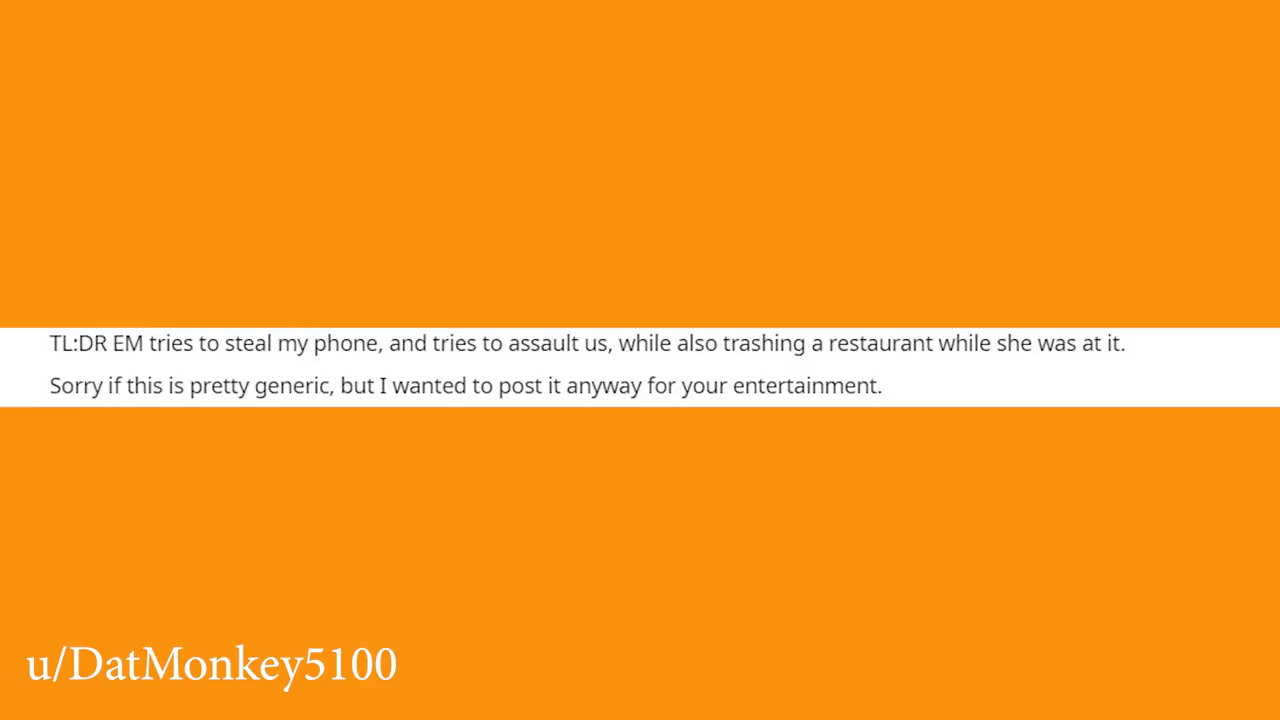 TL:DR EM tries to steal my phone, and tries to assault us, while also trashing a restaurant while she was at it.
Sorry if this is pretty generic, but I wanted to post it anyway for your entertainment.
u/DatMonkey5100